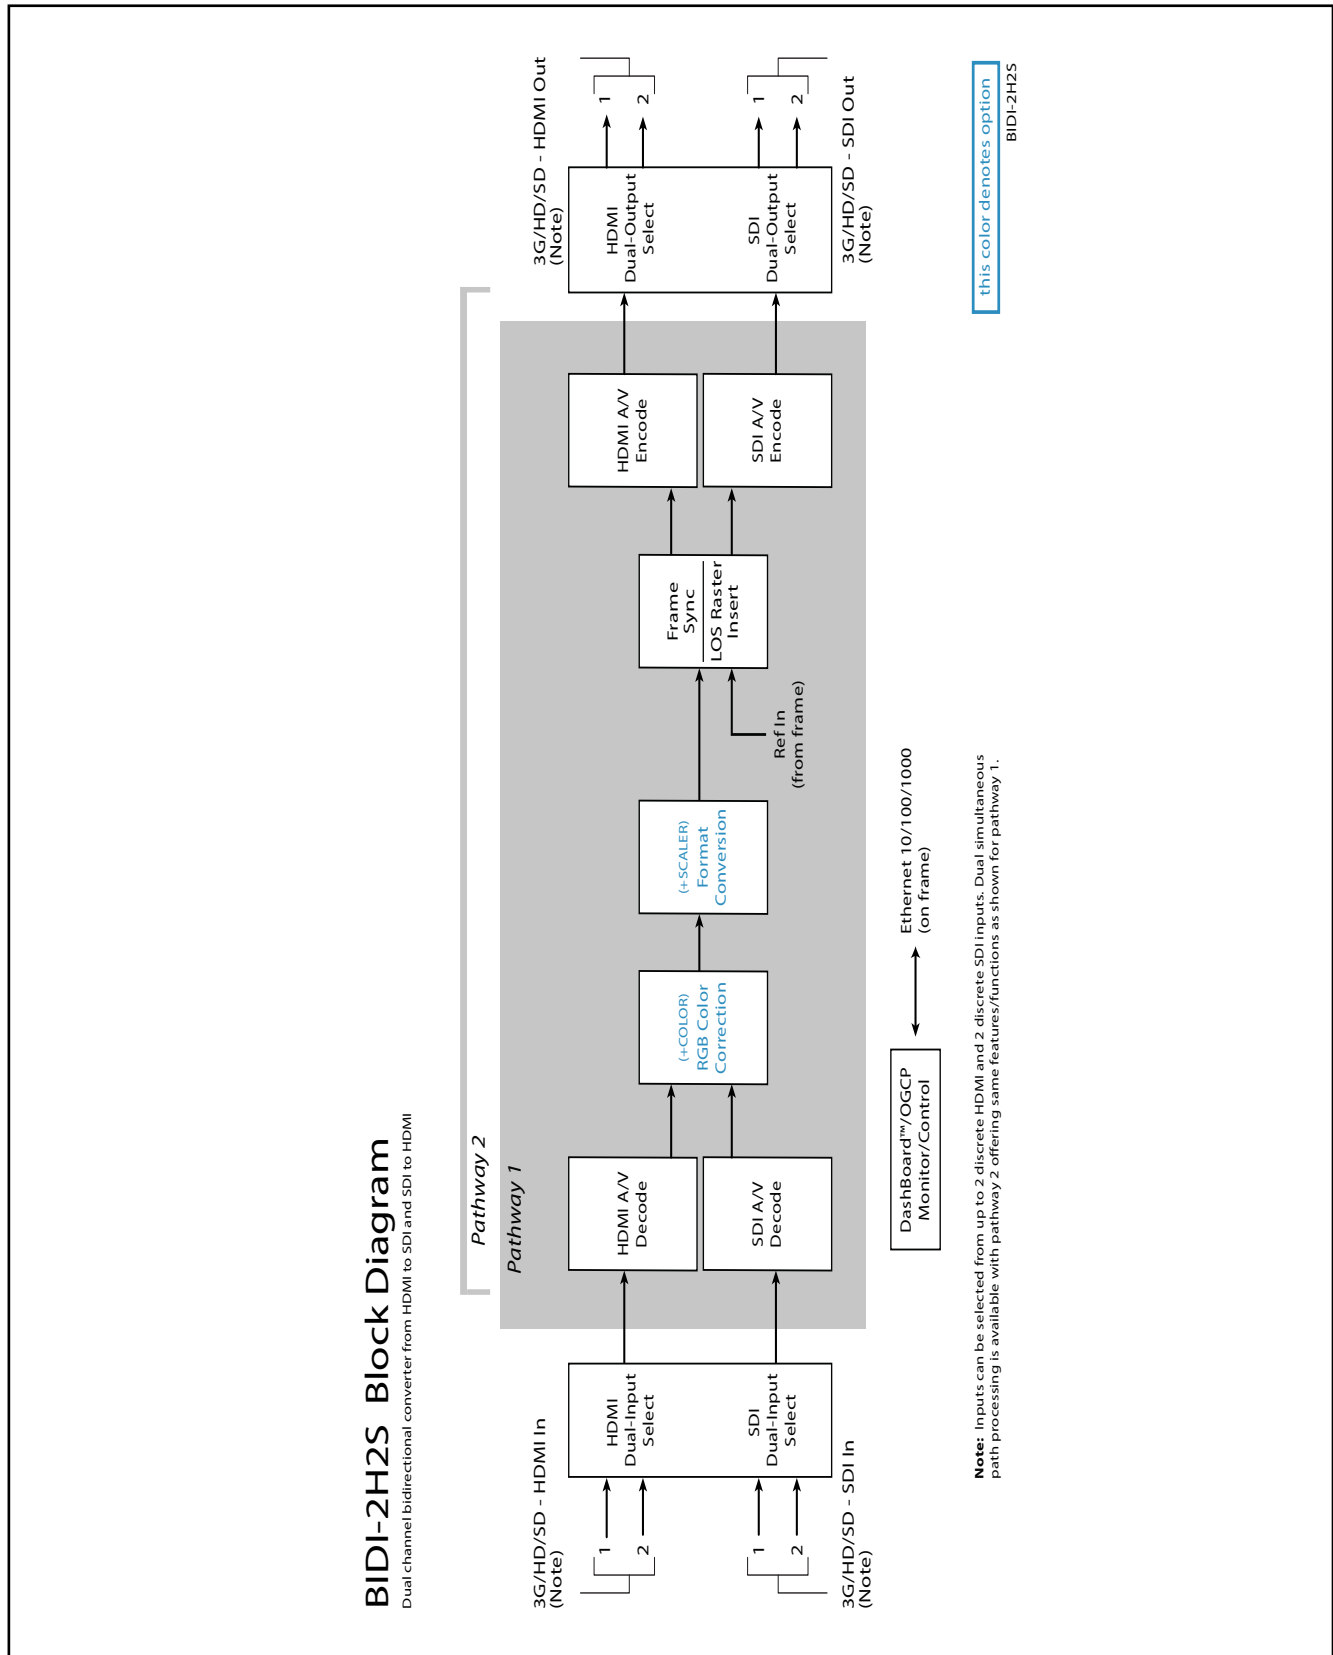 BIDI-2H2S Block Diagram
Dual channel bidirectional converter from HDMI to SDI and SDI to HDMI
Pathway 2
Pathway 1
3G/HD/SD - HDMI In
(Note)
1
2
HDMI
Dual-Input
Select
SDI
Dual-Input
Select
1
2
3G/HD/SD - SDI In
(Note)
HDMI A/V
Decode
SDI A/V
Decode
(+COLOR)
RGB Color
Correction
(+SCALER)
Format
Conversion
Ref In
(from frame)
Frame
Sync
LOS Raster
Insert
HDMI A/V
Encode
SDI A/V
Encode
3G/HD/SD - HDMI Out
(Note)
HDMI
Dual-Output
Select
1
2
SDI
Dual-Output
Select
1
2
3G/HD/SD - SDI Out
(Note)
DashBoard™/OGCP
Monitor/Control
Ethernet 10/100/1000
(on frame)
Note: Inputs can be selected from up to 2 discrete HDMI and 2 discrete SDI inputs. Dual simultaneous
path processing is available with pathway 2 offering same features/functions as shown for pathway 1.
this color denotes option
BIDI-2H2S